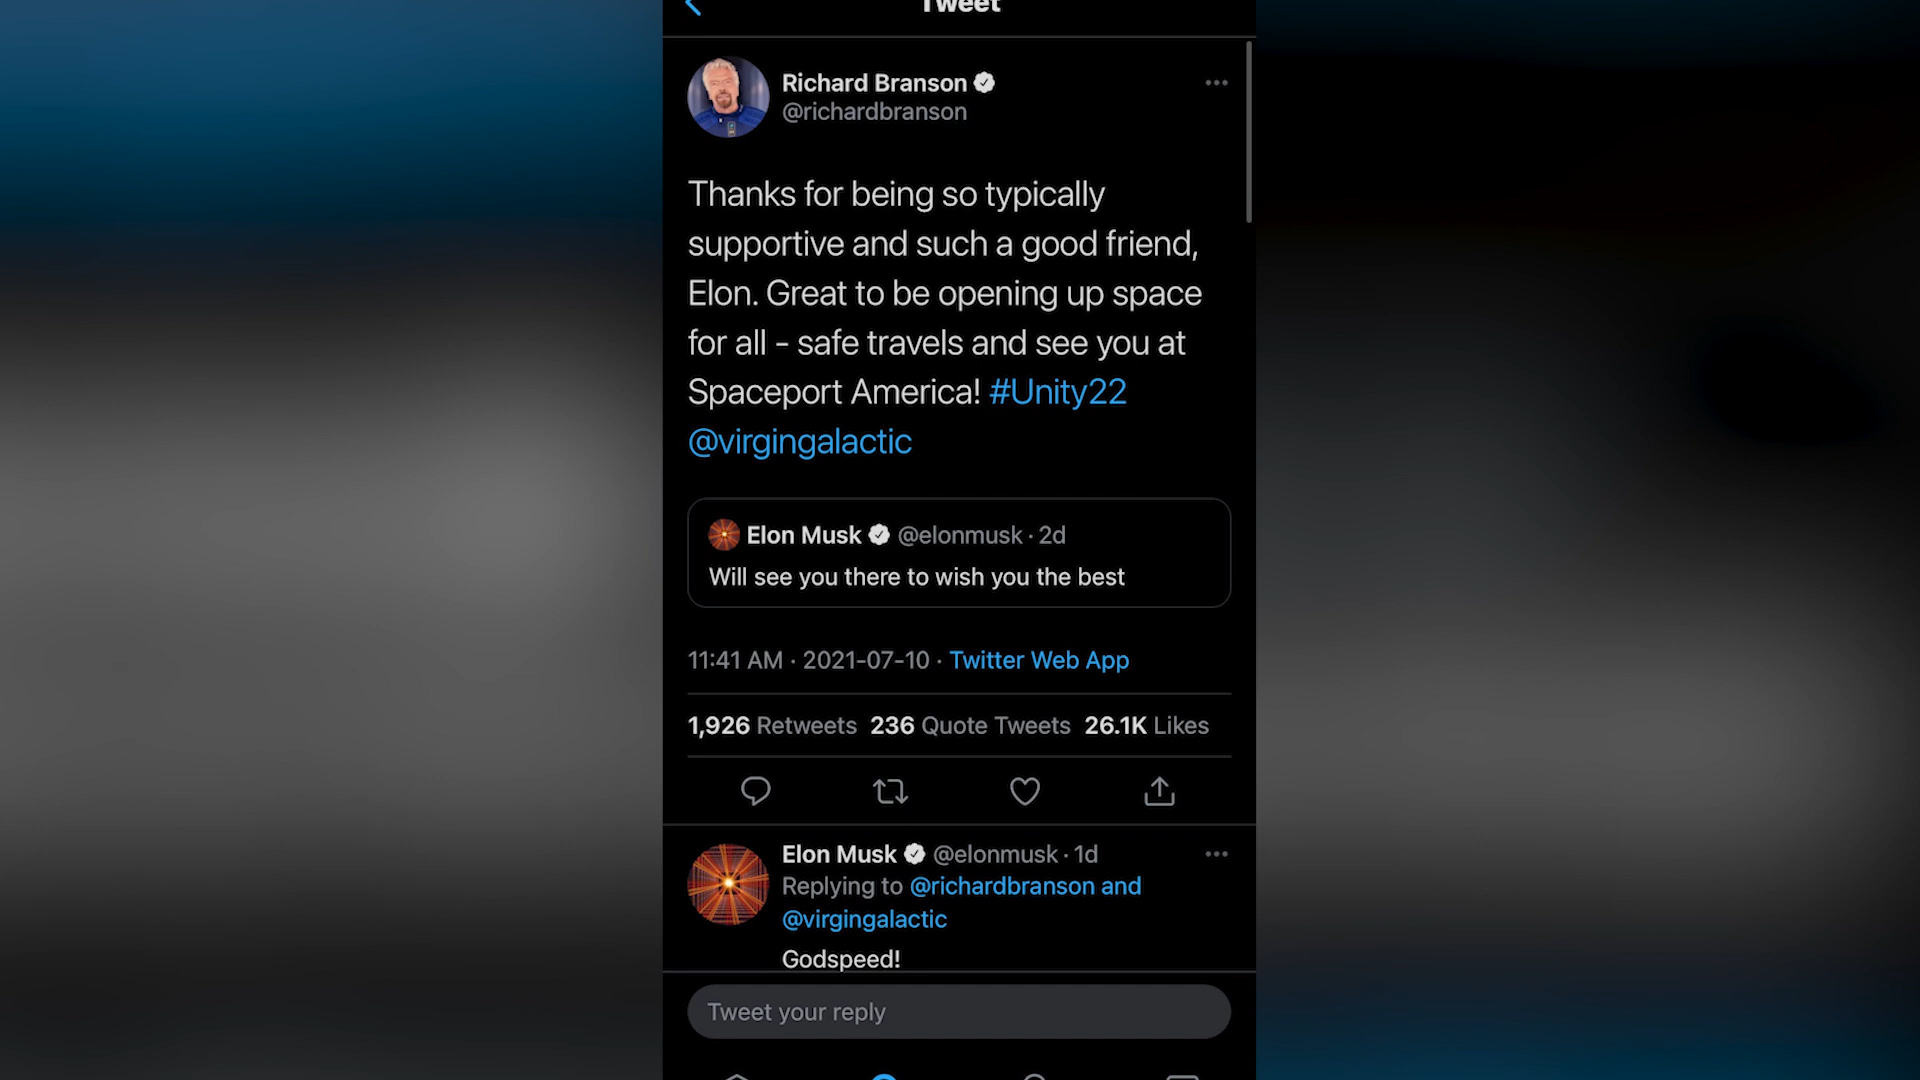 Tweet
Richard Branson
@richardbranson
Thanks for being so typically
supportive and such a good friend,
Elon. Great to be opening up space
for all - safe travels and see you at
Spaceport America! #Unity22
@virgingalactic
Elon Musk @elonmusk · 2d
Will see you there to wish you the best
11:41 AM · 2021-07-10 · Twitter Web App
1,926 Retweets 236 Quote Tweets 26.1K Likes
Elon Musk @elonmusk · 1d
Replying to @richardbranson and
@virgingalactic
Godspeed!
Tweet your reply